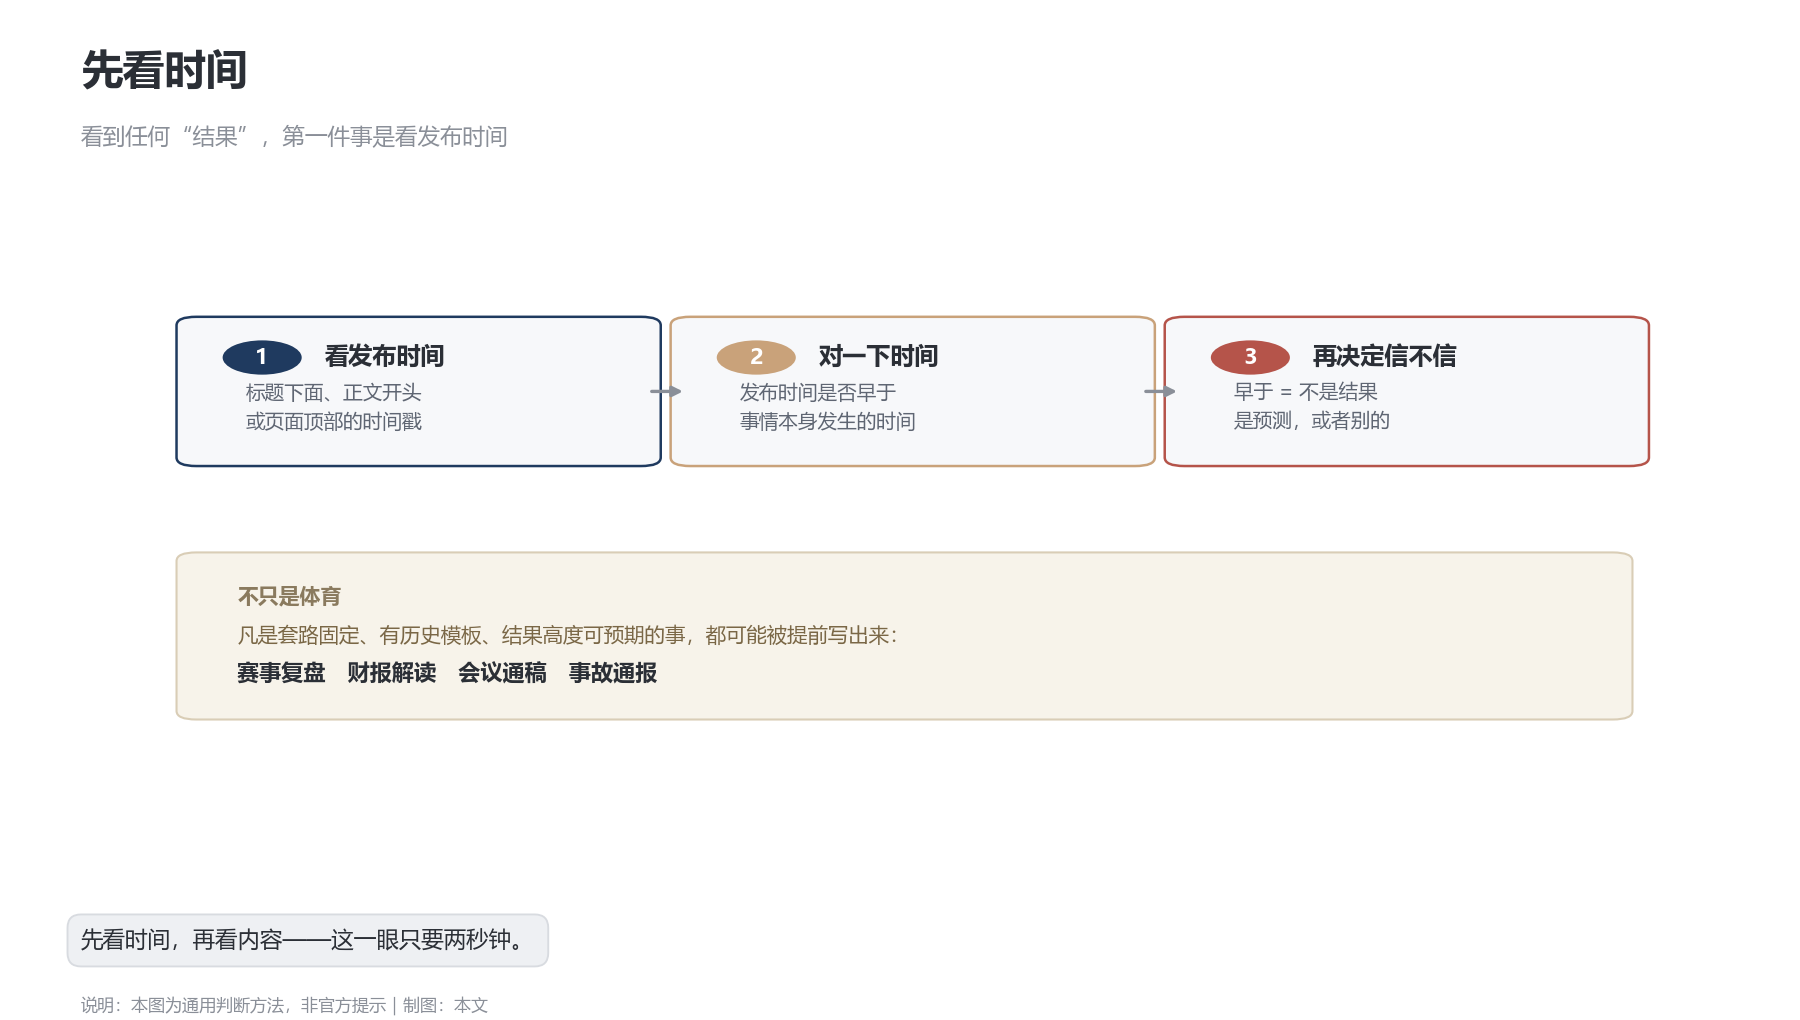 先看时间
看到任何“结果”，第一件事是看发布时间
1 看发布时间
标题下面、正文开头
或页面顶部的时间戳
2 对一下时间
发布时间是否早于
事情本身发生的时间
3 再决定信不信
早于 = 不是结果
是预测，或者别的
不只是体育
凡是套路固定、有历史模板、结果高度可预期的事，都可能被提前写出来：
赛事复盘 财报解读 会议通稿 事故通报
先看时间，再看内容——这一眼只要两秒钟。
说明：本图为通用判断方法，非官方提示 | 制图：本文